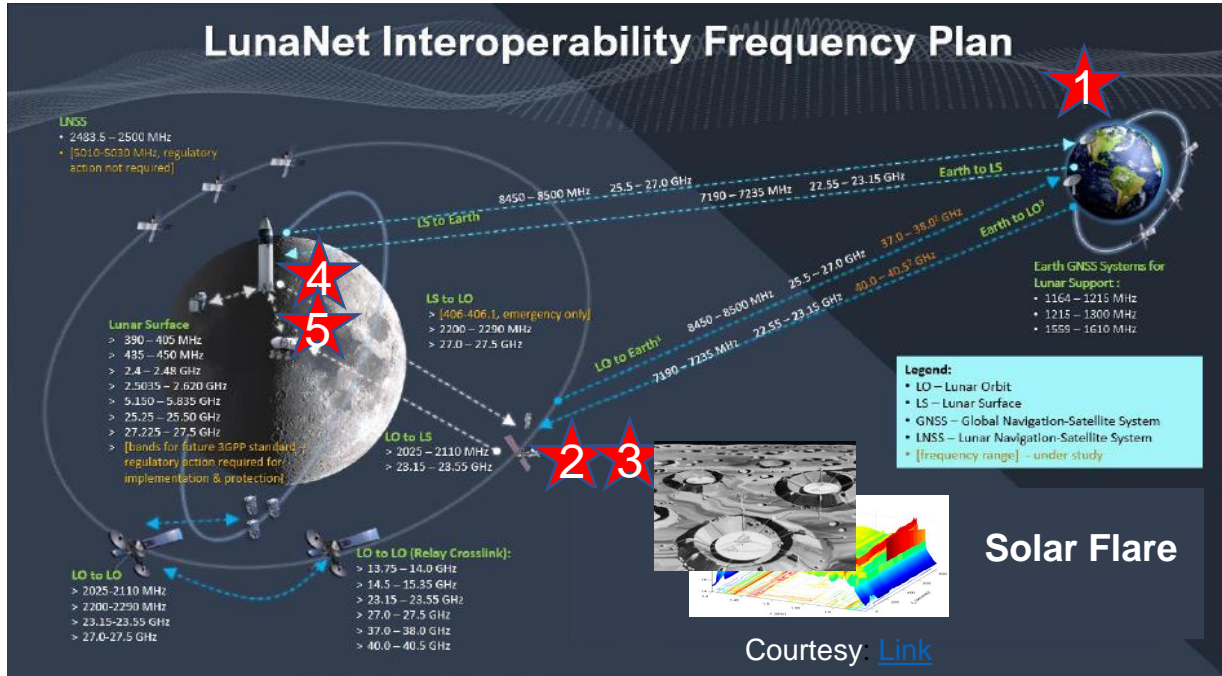 LunaNet Interoperability Frequency Plan
1
LNSS
• 2483.5 – 2500 MHz
• [5010-5030 MHz, regulatory
action not required]
8450 – 8500 MHz 25.5 – 27.0 GHz
LS to Earth
7190 – 7235 MHz 22.55 – 23.15 GHz
Earth to LS
37.0 – 38.0² GHz
Earth to LO³
8450 – 8500 MHz 25.5 – 27.0 GHz
LO to Earth¹
40.0 – 40.5² GHz
7190 – 7235 MHz 22.55 – 23.15 GHz
Earth GNSS Systems for
Lunar Support :
• 1164 – 1215 MHz
• 1215 – 1300 MHz
• 1559 – 1610 MHz
4
5
LS to LO
> [406-406.1, emergency only]
> 2200 – 2290 MHz
> 27.0 – 27.5 GHz
Lunar Surface
> 390 – 405 MHz
> 435 – 450 MHz
> 2.4 – 2.48 GHz
> 2.5035 – 2.620 GHz
> 5.150 – 5.835 GHz
> 25.25 – 25.50 GHz
> 27.225 – 27.5 GHz
> [bands for future 3GPP standard –
regulatory action required for
implementation & protection]
Legend:
• LO – Lunar Orbit
• LS – Lunar Surface
• GNSS – Global Navigation-Satellite System
• LNSS – Lunar Navigation-Satellite System
• [frequency range] - under study
LO to LS
> 2025 – 2110 MHz
> 23.15 – 23.55 GHz
2
3
Solar Flare
LO to LO
> 2025-2110 MHz
> 2200-2290 MHz
> 23.15-23.55 GHz
> 27.0-27.5 GHz
LO to LO (Relay Crosslink):
> 13.75 – 14.0 GHz
> 14.5 – 15.35 GHz
> 23.15 – 23.55 GHz
> 27.0 – 27.5 GHz
> 37.0 – 38.0 GHz
> 40.0 – 40.5 GHz
Courtesy: Link